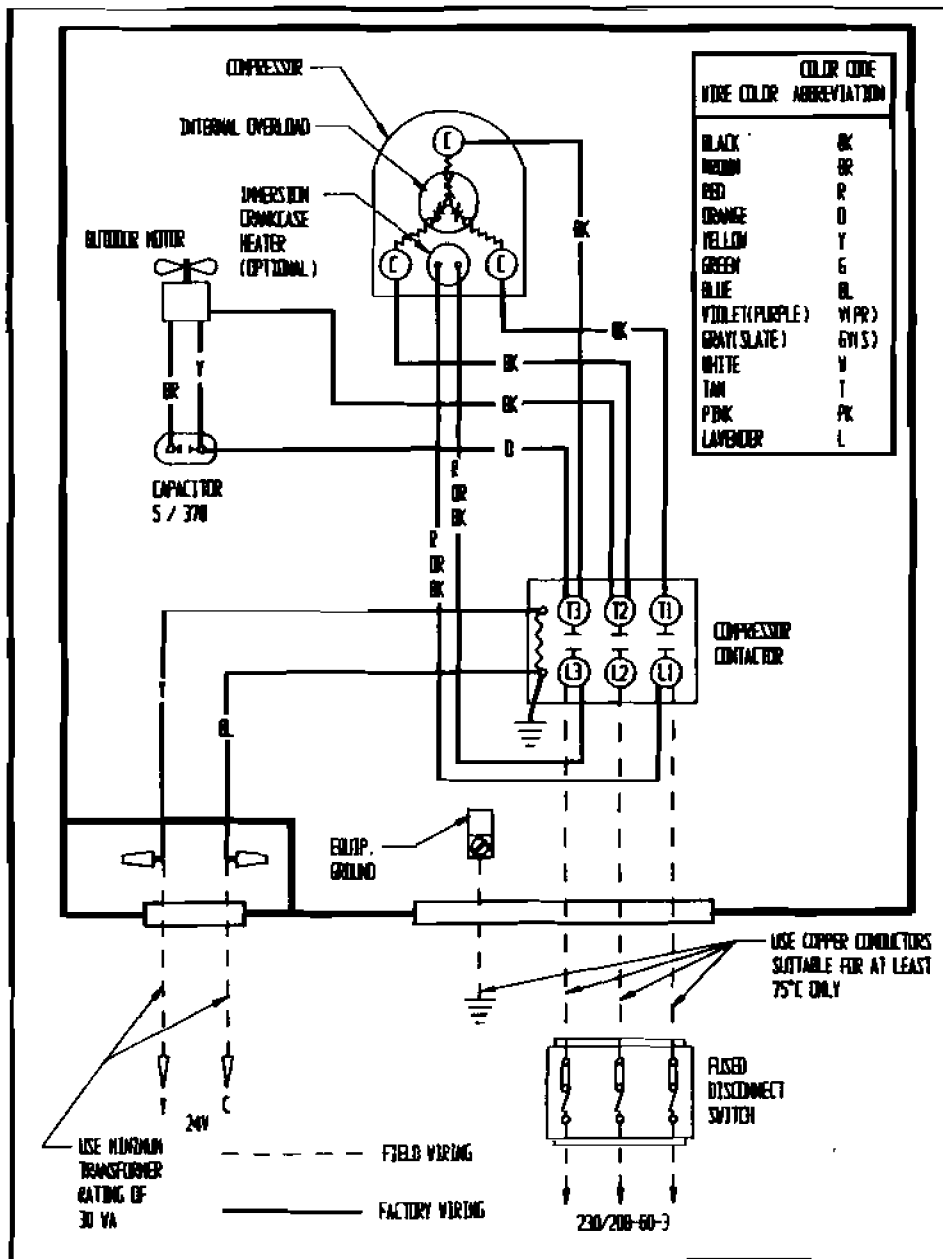 COMPRESSOR
INTERNAL OVERLOAD
IMMERSION
CRANKCASE
HEATER
(OPTIONAL)
OUTDOOR MOTOR
C
C
C
COLOR CODE
WIRE COLOR ABBREVIATION
BLACK BK
BROWN BR
RED R
ORANGE O
YELLOW Y
GREEN G
BLUE BL
VIOLET(PURPLE) V(PR)
GRAY(SLATE) GY(S)
WHITE W
TAN T
PINK PK
LAVENDER L
BK
BK
BK
BK
O
BR
Y
CAPACITOR
5 / 370
R
OR
BK
R
OR
BK
T3 T2 T1
L3 L2 L1
COMPRESSOR
CONTACTOR
Y
BL
EQUIP.
GROUND
USE COPPER CONDUCTORS
SUITABLE FOR AT LEAST
75°C ONLY
FUSED
DISCONNECT
SWITCH
Y C
24V
USE MINIMUM
TRANSFORMER
RATING OF
30 VA
FIELD WIRING
FACTORY WIRING
230/208-60-3